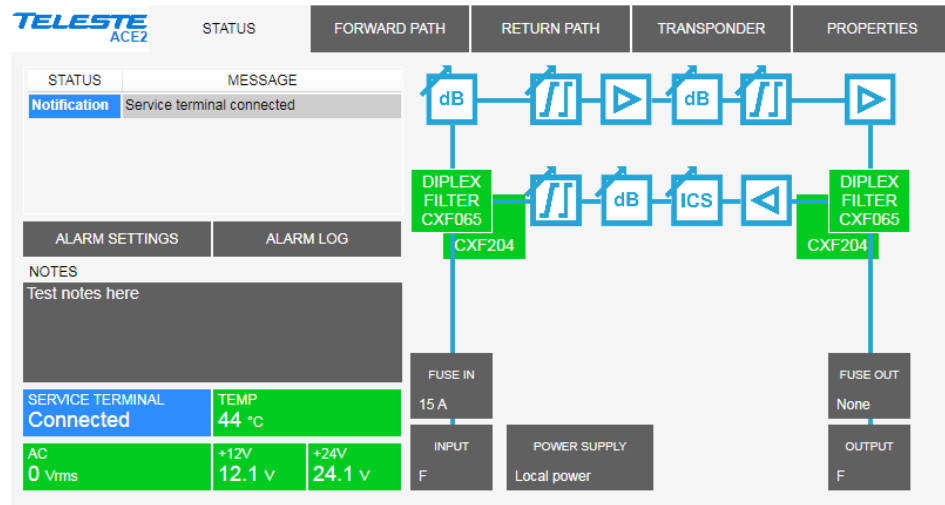 TELESTE
ACE2
STATUS
FORWARD PATH
RETURN PATH
TRANSPONDER
PROPERTIES
STATUS MESSAGE
Notification Service terminal connected
ALARM SETTINGS
ALARM LOG
NOTES
Test notes here
SERVICE TERMINAL
Connected
TEMP
44 °C
AC
0 Vrms
+12V
12.1 V
+24V
24.1 V
dB
dB
DIPLEX
FILTER
CXF065
CXF204
dB
ICS
DIPLEX
FILTER
CXF065
CXF204
FUSE IN
15 A
INPUT
F
POWER SUPPLY
Local power
FUSE OUT
None
OUTPUT
F